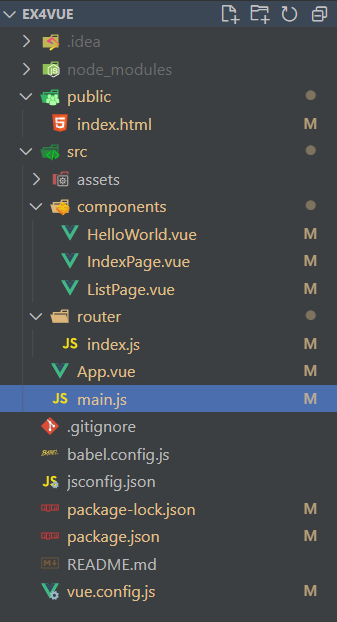 EX4VUE
.idea
node_modules
public
index.html M
src
assets
components
HelloWorld.vue M
IndexPage.vue M
ListPage.vue M
router
JS index.js M
App.vue M
JS main.js M
.gitignore
BABEL babel.config.js
JS jsconfig.json
package-lock.json M
package.json M
README.md
vue.config.js M